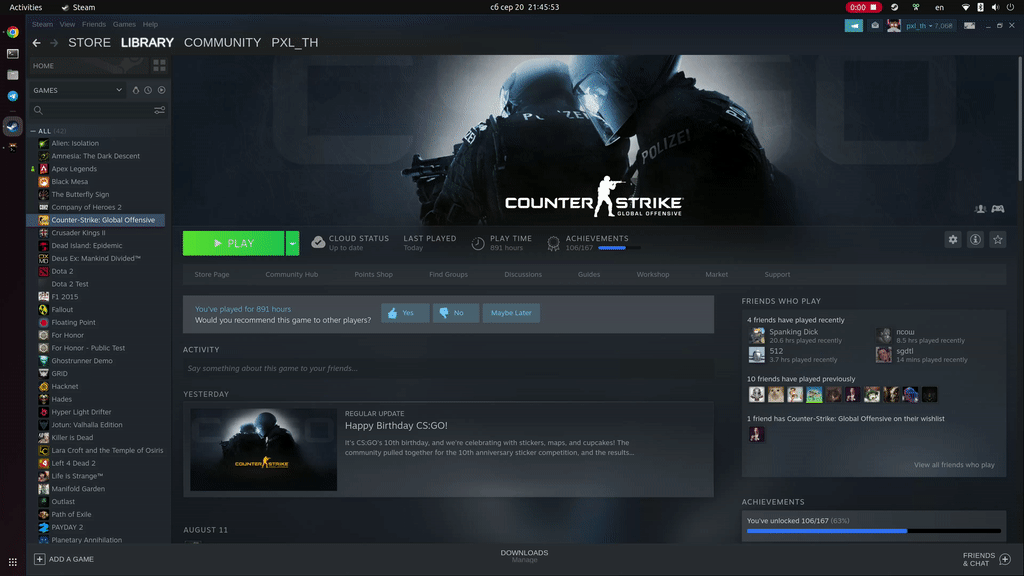 Activities
Steam
сб сер 20 21:45:53
0:00
en
Steam View Friends Games Help
pxl_th
7,06₴
STORE LIBRARY COMMUNITY PXL_TH
HOME
GAMES
ALL (42)
Alien: Isolation
Amnesia: The Dark Descent
Apex Legends
Black Mesa
The Butterfly Sign
Company of Heroes 2
Counter-Strike: Global Offensive
Crusader Kings II
Dead Island: Epidemic
Deus Ex: Mankind Divided™
Dota 2
Dota 2 Test
F1 2015
Fallout
Floating Point
For Honor
For Honor - Public Test
Ghostrunner Demo
GRID
Hacknet
Hades
Hyper Light Drifter
Jotun: Valhalla Edition
Killer is Dead
Lara Croft and the Temple of Osiris
Left 4 Dead 2
Life is Strange™
Manifold Garden
Outlast
Path of Exile
PAYDAY 2
Planetary Annihilation
ADD A GAME
POLIZEI
POLIZEI
COUNTER STRIKE
GLOBAL OFFENSIVE
PLAY
CLOUD STATUS
Up to date
LAST PLAYED
Today
PLAY TIME
891 hours
ACHIEVEMENTS
106/167
Store Page Community Hub Points Shop Find Groups Discussions Guides Workshop Market Support
You've played for 891 hours
Would you recommend this game to other players?
Yes
No
Maybe Later
ACTIVITY
Say something about this game to your friends...
YESTERDAY
COUNTER STRIKE
REGULAR UPDATE
Happy Birthday CS:GO!
It's CS:GO's 10th birthday, and we're celebrating with stickers, maps, and cupcakes! The
community pulled together for the 10th anniversary sticker competition, and the results...
AUGUST 11
FRIENDS WHO PLAY
4 friends have played recently
Spanking Dick
20.6 hrs played recently
псош
8.5 hrs played recently
512
3.7 hrs played recently
sgdtl
14 mins played recently
10 friends have played previously
1 friend has Counter-Strike: Global Offensive on their wishlist
View all friends who play
ACHIEVEMENTS
You've unlocked 106/167 (63%)
DOWNLOADS
Manage
FRIENDS
& CHAT